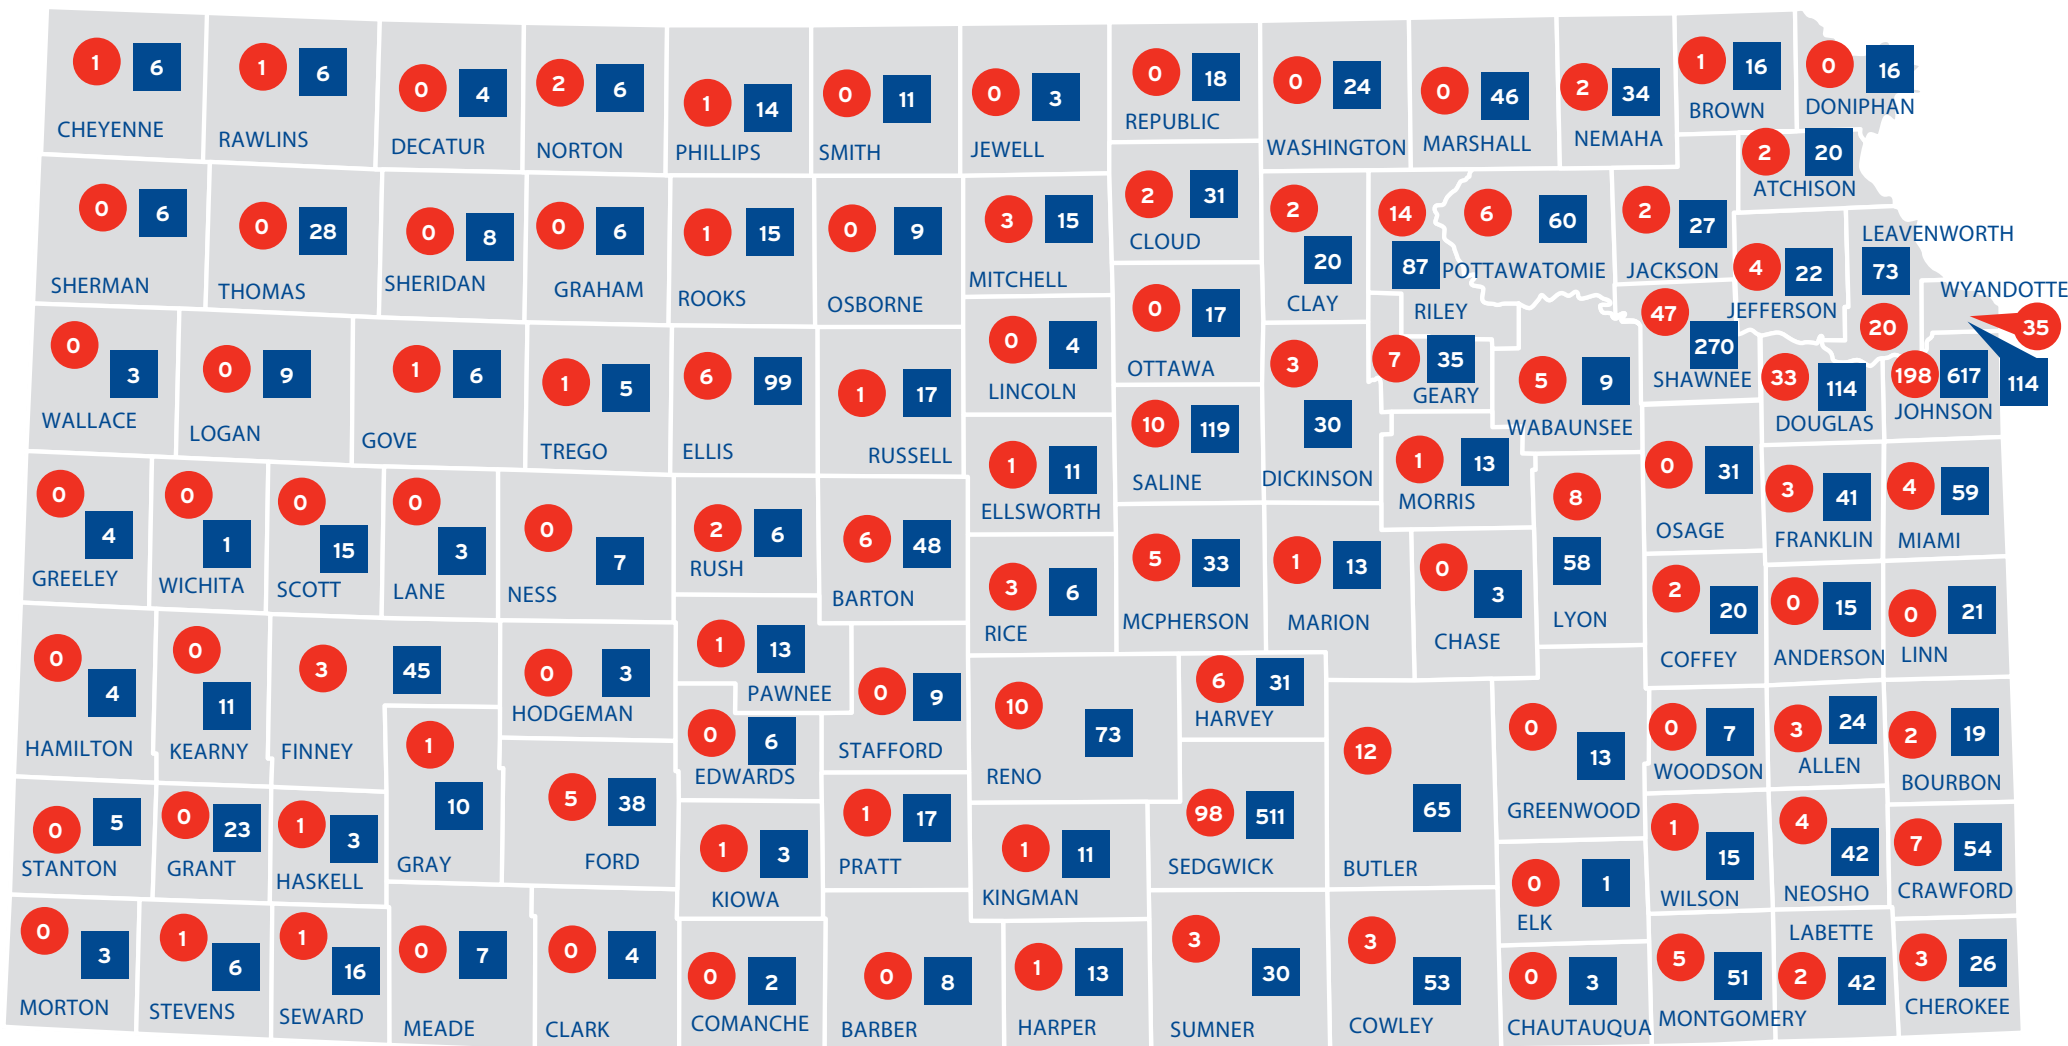 1 6
CHEYENNE
1 6
RAWLINS
0 4
DECATUR
2 6
NORTON
1 14
PHILLIPS
0 11
SMITH
0 3
JEWELL
0 18
REPUBLIC
0 24
WASHINGTON
0 46
MARSHALL
2 34
NEMAHA
1 16
BROWN
0 16
DONIPHAN
2 20
ATCHISON
0 6
SHERMAN
0 28
THOMAS
0 8
SHERIDAN
0 6
GRAHAM
1 15
ROOKS
0 9
OSBORNE
3 15
MITCHELL
2 31
CLOUD
2
20
CLAY
14
87
RILEY
6 60
POTTAWATOMIE
2 27
JACKSON
4 22
JEFFERSON
LEAVENWORTH
73
20
WYANDOTTE
35
114
0
3
WALLACE
0 9
LOGAN
1 6
GOVE
1 5
TREGO
6 99
ELLIS
1 17
RUSSELL
0 4
LINCOLN
0 17
OTTAWA
3
30
DICKINSON
7 35
GEARY
5 9
WABAUNSEE
47
270
SHAWNEE
33 114
DOUGLAS
198 617
JOHNSON
1 11
ELLSWORTH
10 119
SALINE
1 13
MORRIS
8
58
LYON
0 31
OSAGE
3 41
FRANKLIN
4 59
MIAMI
0
4
GREELEY
0
1
WICHITA
0
15
SCOTT
0
3
LANE
0
7
NESS
2 6
RUSH
6 48
BARTON
3 6
RICE
5 33
MCPHERSON
1 13
MARION
0 3
CHASE
2 20
COFFEY
0 15
ANDERSON
0 21
LINN
0
4
HAMILTON
0
11
KEARNY
3 45
FINNEY
0 3
HODGEMAN
1 13
PAWNEE
0 9
STAFFORD
0 6
EDWARDS
10 73
RENO
6 31
HARVEY
12
65
BUTLER
0 13
GREENWOOD
0 7
WOODSON
3 24
ALLEN
2 19
BOURBON
0 5
STANTON
0 23
GRANT
1 3
HASKELL
1
10
GRAY
5 38
FORD
1 3
KIOWA
1 17
PRATT
1 11
KINGMAN
98 511
SEDGWICK
0 1
ELK
1 15
WILSON
4 42
NEOSHO
7 54
CRAWFORD
0 3
MORTON
1 6
STEVENS
1 16
SEWARD
0 7
MEADE
0 4
CLARK
0 2
COMANCHE
0 8
BARBER
1 13
HARPER
3 30
SUMNER
3 53
COWLEY
0 3
CHAUTAUQUA
5 51
MONTGOMERY
LABETTE
2 42
3 26
CHEROKEE